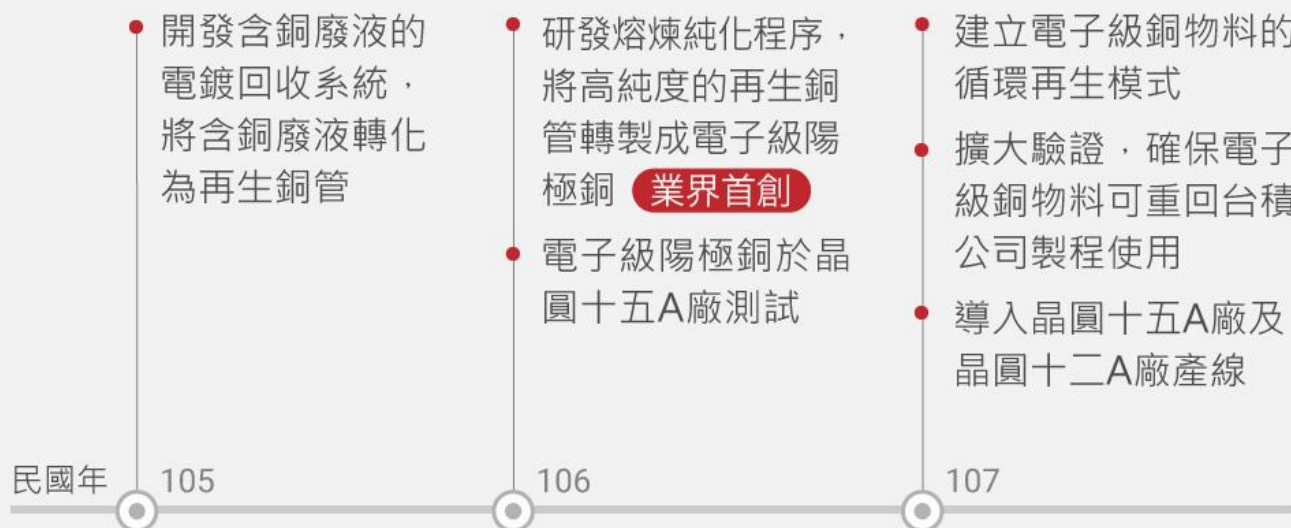 開發含銅廢液的
電鍍回收系統，
將含銅廢液轉化
為再生銅管
研發熔煉純化程序，
將高純度的再生銅
管轉製成電子級陽
極銅 業界首創
電子級陽極銅於晶
圓十五A廠測試
建立電子級銅物料的
循環再生模式
擴大驗證，確保電子
級銅物料可重回台積
公司製程使用
導入晶圓十五A廠及
晶圓十二A廠產線
民國年 105 106 107